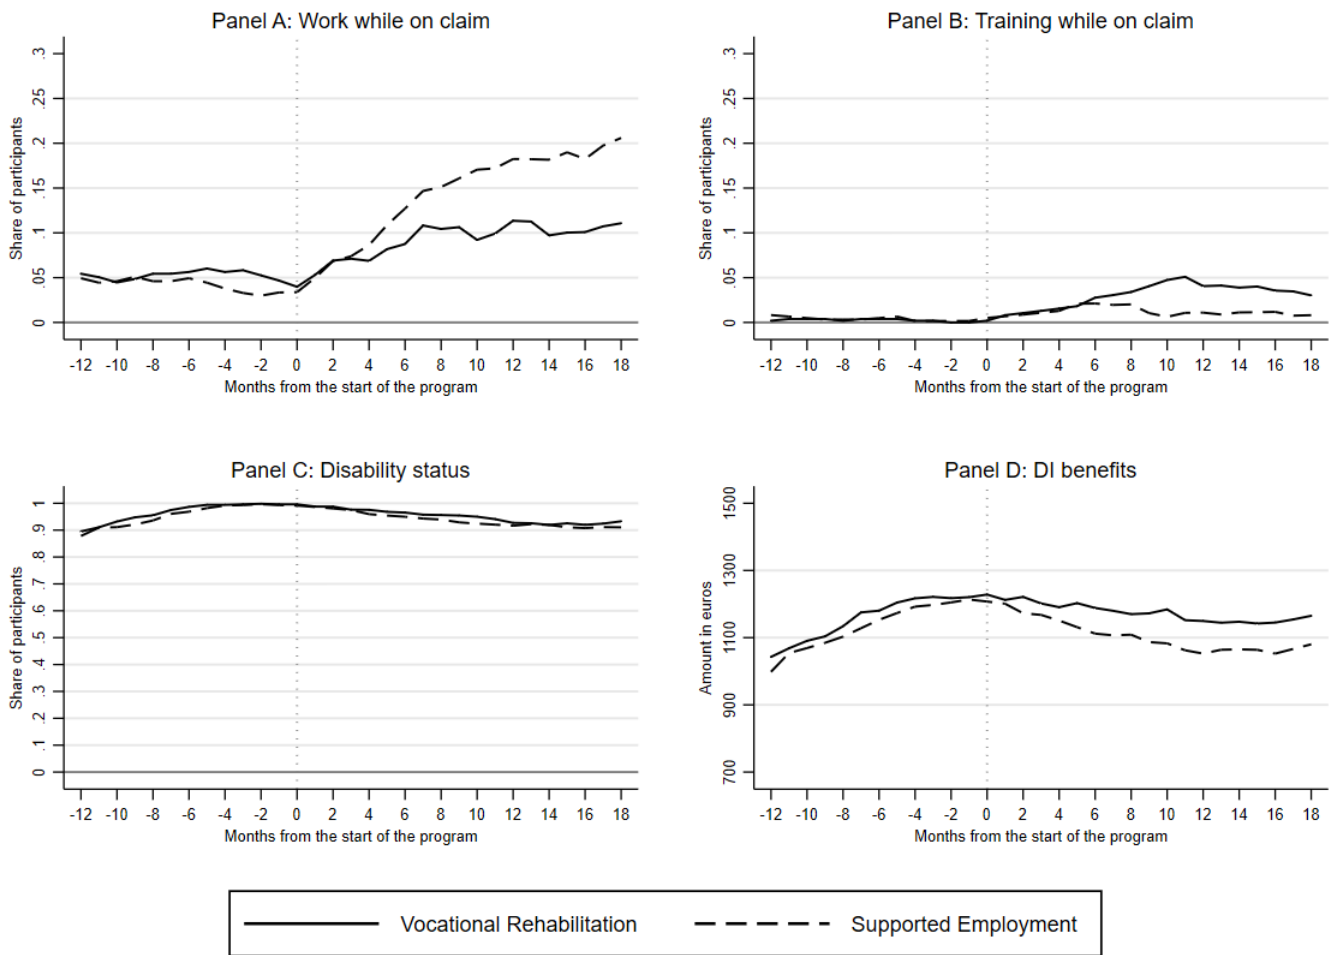 Panel A: Work while on claim
Share of participants
.3
.25
.2
.15
.1
.05
0
-12 -10 -8 -6 -4 -2 0 2 4 6 8 10 12 14 16 18
Months from the start of the program
Panel B: Training while on claim
Share of participants
.3
.25
.2
.15
.1
.05
0
-12 -10 -8 -6 -4 -2 0 2 4 6 8 10 12 14 16 18
Months from the start of the program
Panel C: Disability status
Share of participants
1
.9
.8
.7
.6
.5
.4
.3
.2
.1
0
-12 -10 -8 -6 -4 -2 0 2 4 6 8 10 12 14 16 18
Months from the start of the program
Panel D: DI benefits
Amount in euros
1500
1300
1100
900
700
-12 -10 -8 -6 -4 -2 0 2 4 6 8 10 12 14 16 18
Months from the start of the program
Vocational Rehabilitation
Supported Employment